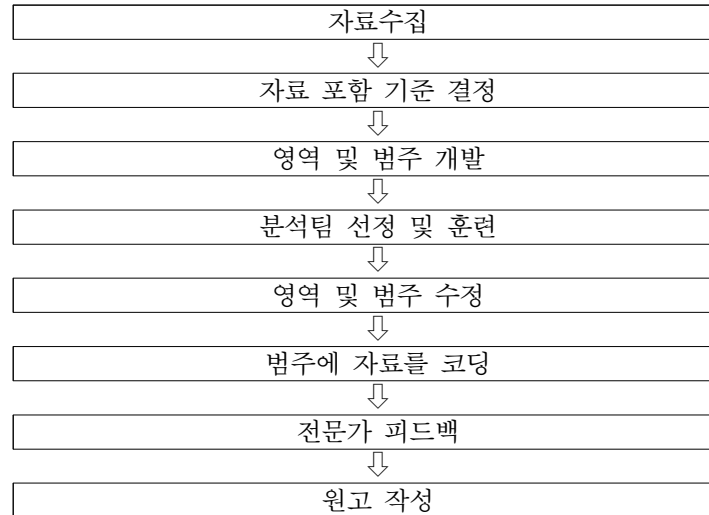 자료수집
자료 포함 기준 결정
영역 및 범주 개발
분석팀 선정 및 훈련
영역 및 범주 수정
범주에 자료를 코딩
전문가 피드백
원고 작성